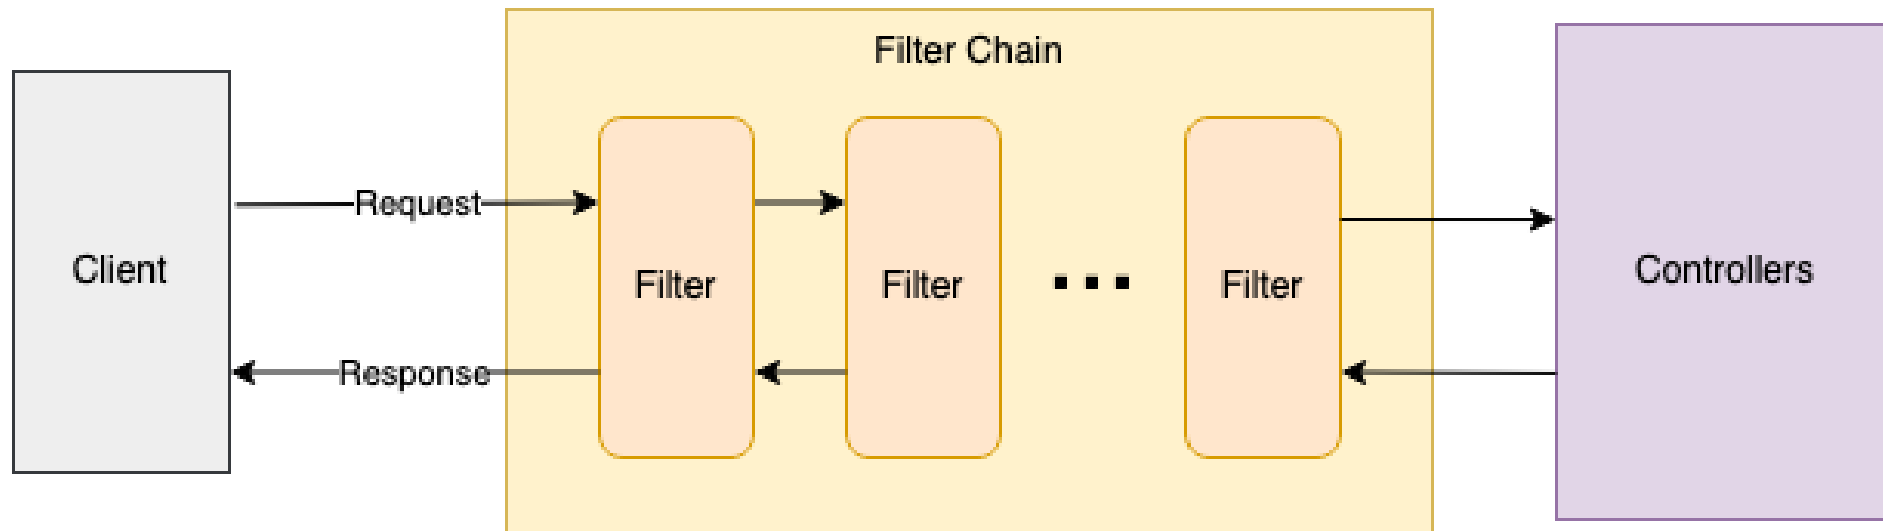 Filter Chain
Client
Request
Response
Filter
Filter
Filter
Controllers